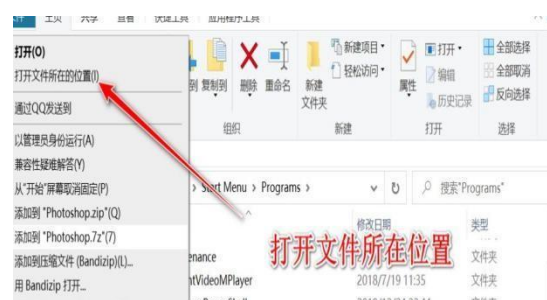 主页 共享 查看 快捷工具 应用程序工具
打开(O)
打开文件所在的位置(I)
通过QQ发送到
以管理员身份运行(A)
兼容性疑难解答(Y)
从"开始"屏幕取消固定(P)
添加到 "Photoshop.zip"(Q)
添加到 "Photoshop.7z"(7)
添加到压缩文件 (Bandizip)(L)...
用 Bandizip 打开...
到 复制到 删除 重命名 新建
文件夹
新建项目
轻松访问
属性
打开
编辑
历史记录
全部选择
全部取消
反向选择
组织 新建 打开 选择
Start Menu > Programs >
搜索"Programs"
修改日期 类型
打开文件所在位置
enance 文件夹
ntVideoMPlayer 2018/7/19 11:35 文件夹